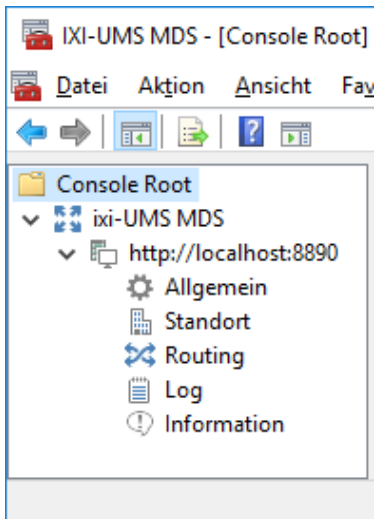 IXI-UMS MDS - [Console Root]
Datei Aktion Ansicht Fav
Console Root
ixi-UMS MDS
http://localhost:8890
Allgemein
Standort
Routing
Log
Information